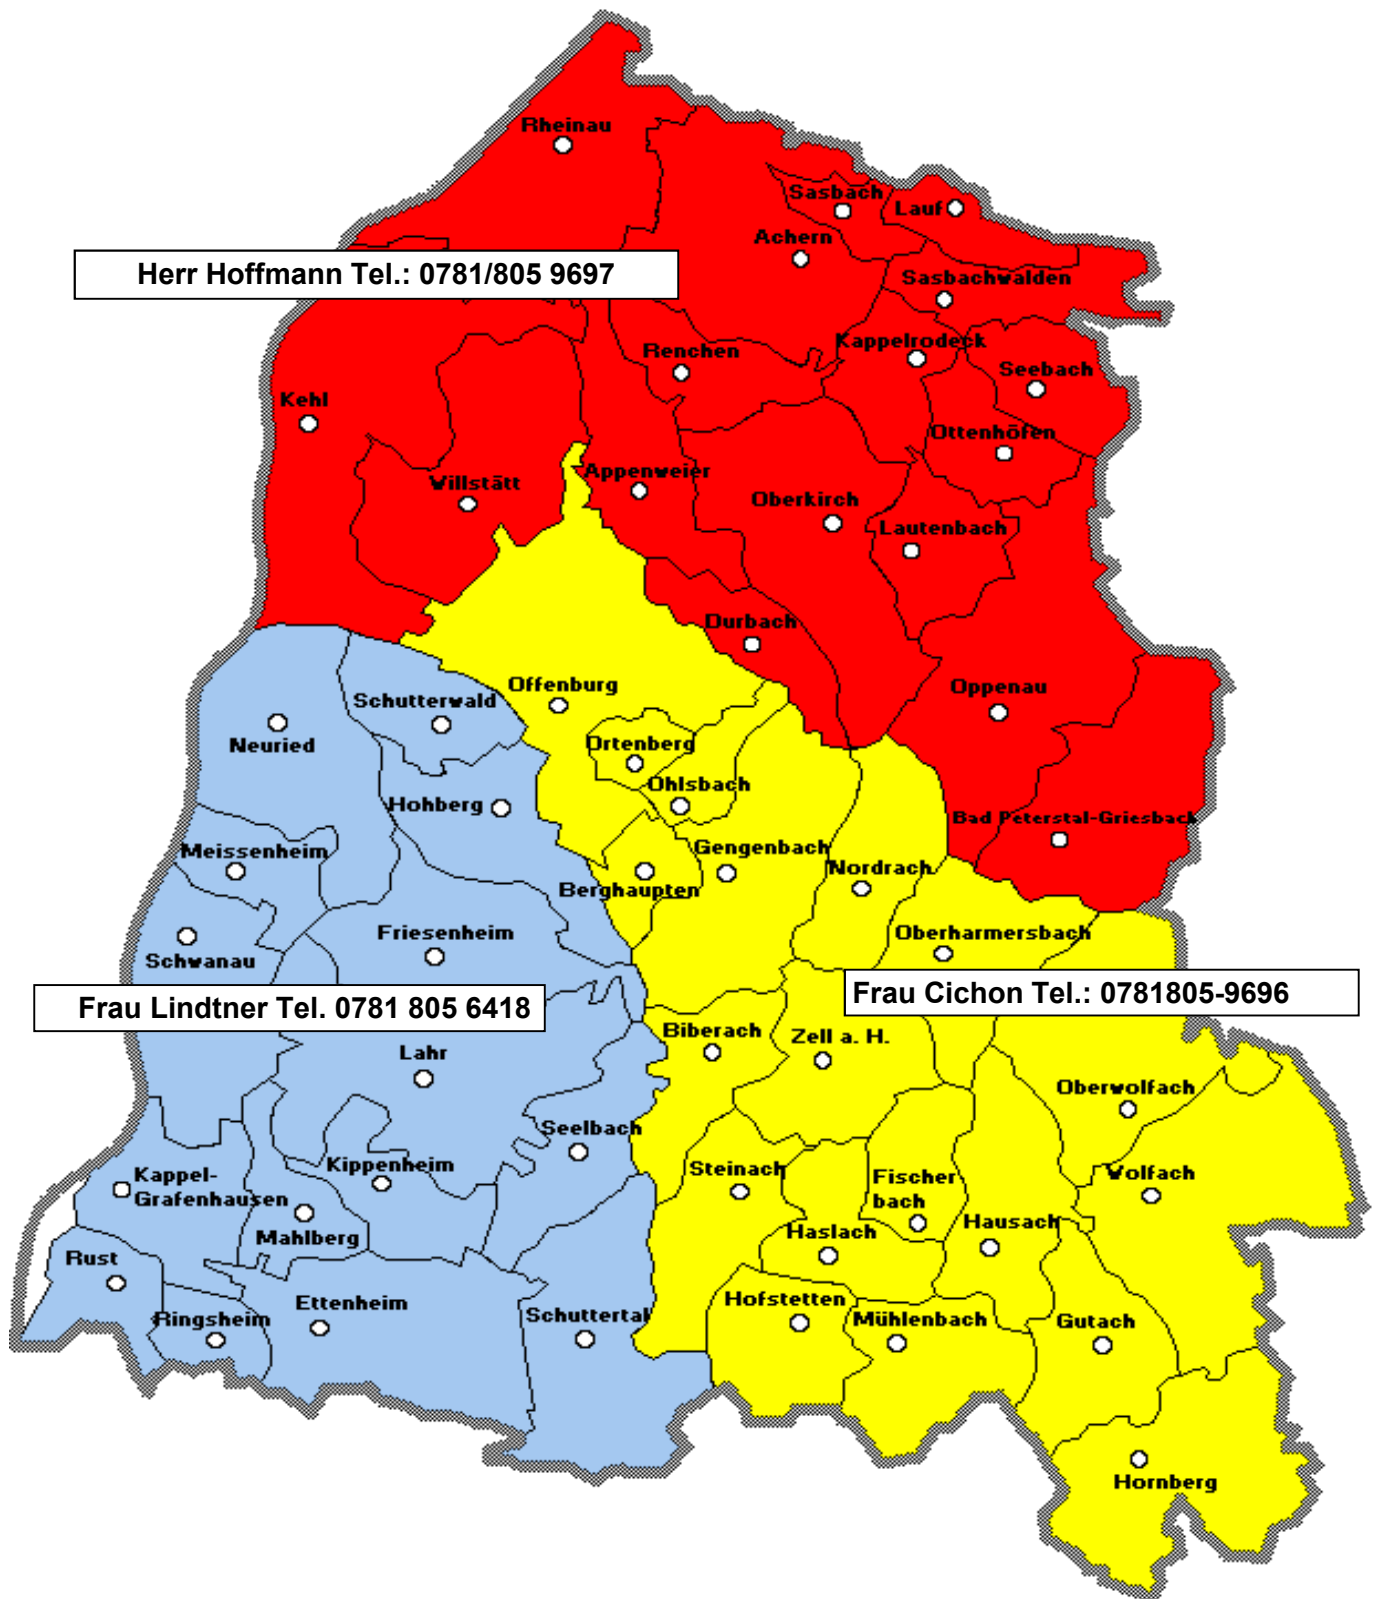 Rheinau
Sasbach
Lauf
Achern
Herr Hoffmann Tel.: 0781/805 9697
Sasbachwalden
Kappelrodeck
Renchen
Seebach
Kehl
Ottenhöfen
Appenweier
Willstätt
Oberkirch
Lautenbach
Durbach
Offenburg
Oppenau
Schutterwald
Neuried
Ortenberg
Ohlsbach
Hohberg
Bad Peterstal-Griesbach
Meissenheim
Gengenbach
Nordrach
Berghaupten
Friesenheim
Oberharmersbach
Schwanau
Frau Lindtner Tel. 0781 805 6418
Frau Cichon Tel.: 0781805-9696
Biberach
Zell a. H.
Lahr
Oberwolfach
Seelbach
Kippenheim
Steinach
Kappel-
Grafenhausen
Fischer
bach
Wolfach
Hausach
Mahlberg
Haslach
Rust
Ettenheim
Hofstetten
Ringsheim
Schuttertal
Mühlenbach
Gutach
Hornberg